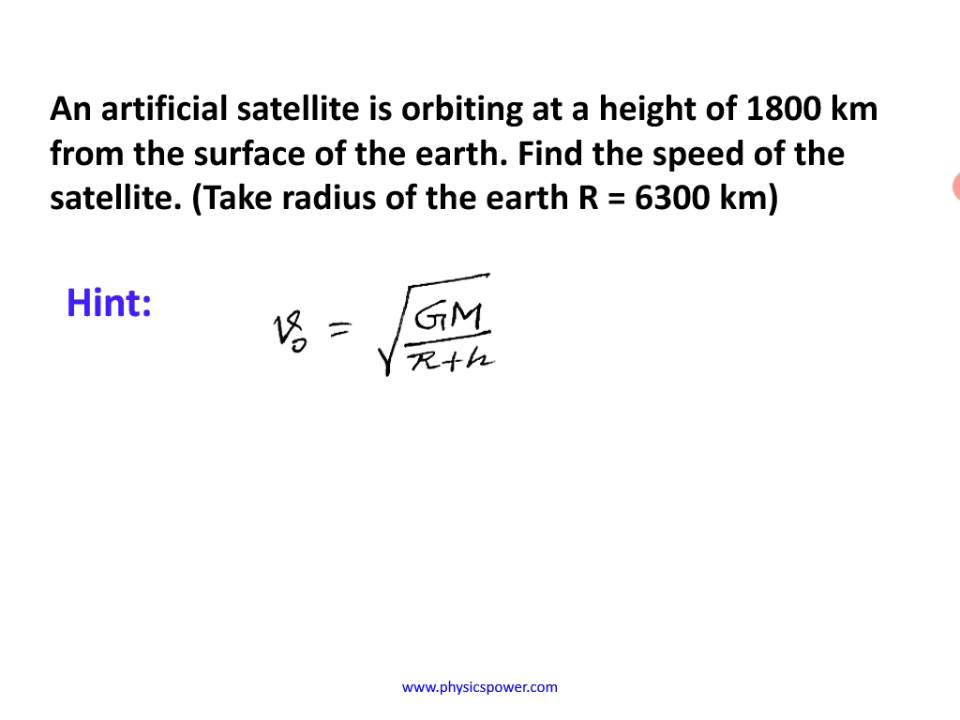 An artificial satellite is orbiting at a height of 1800 km
from the surface of the earth. Find the speed of the
satellite. (Take radius of the earth R = 6300 km)
Hint: v₀ = √(GM/(R+h))
www.physicspower.com